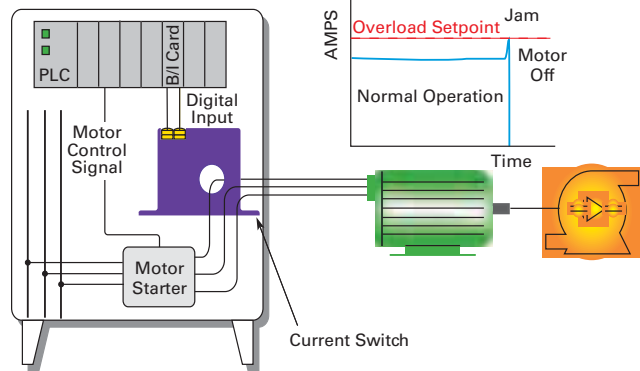 PLC
B/I Card
Digital
Input
Motor
Control
Signal
Motor
Starter
Current Switch
AMPS
Overload Setpoint
Jam
Motor
Off
Normal Operation
Time